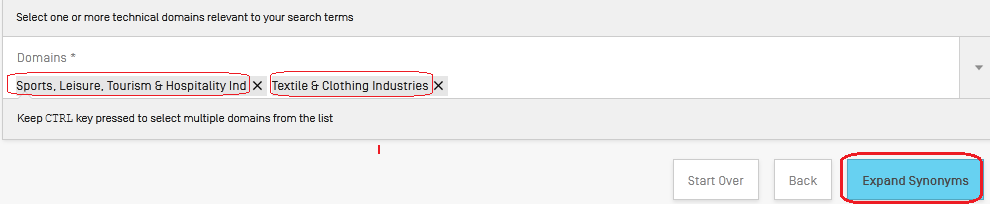 Select one or more technical domains relevant to your search terms
Domains *
Sports, Leisure, Tourism & Hospitality Ind ✕ Textile & Clothing Industries ✕
Keep CTRL key pressed to select multiple domains from the list
Start Over Back Expand Synonyms